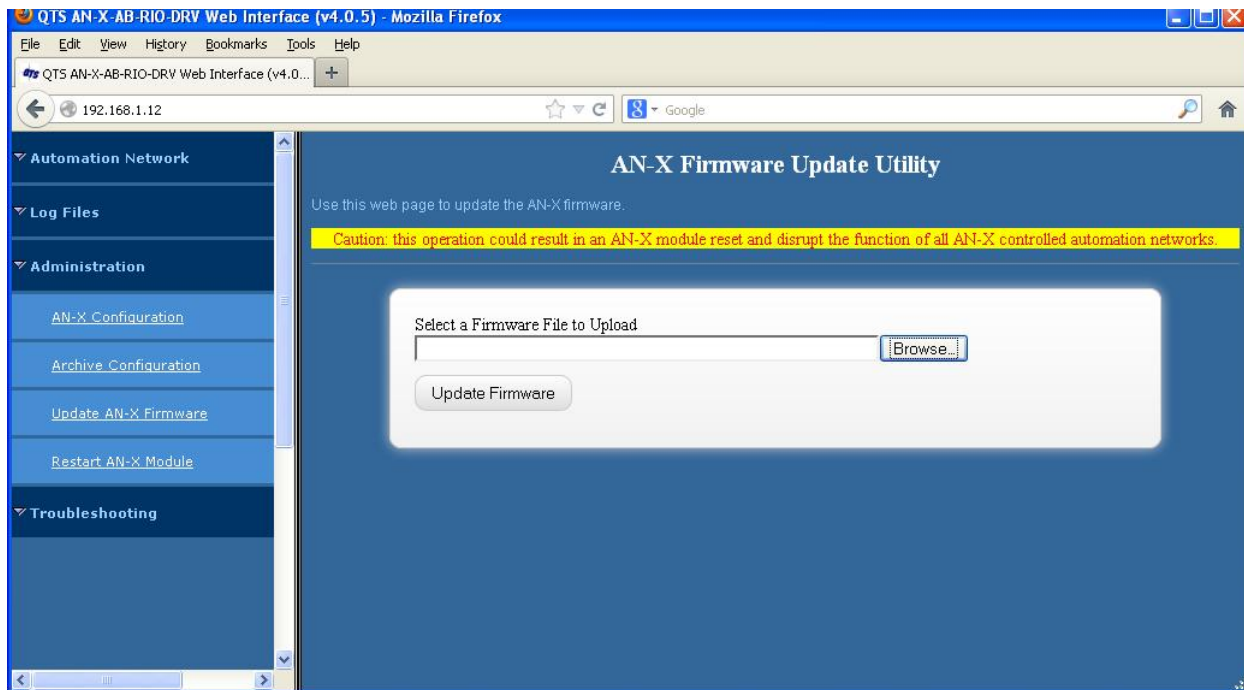 QTS AN-X-AB-RIO-DRV Web Interface (v4.0.5) - Mozilla Firefox
File Edit View History Bookmarks Tools Help
QTS QTS AN-X-AB-RIO-DRV Web Interface (v4.0... +
192.168.1.12
8 Google
Automation Network
Log Files
Administration
AN-X Configuration
Archive Configuration
Update AN-X Firmware
Restart AN-X Module
Troubleshooting
AN-X Firmware Update Utility
Use this web page to update the AN-X firmware.
Caution: this operation could result in an AN-X module reset and disrupt the function of all AN-X controlled automation networks.
Select a Firmware File to Upload
Browse...
Update Firmware